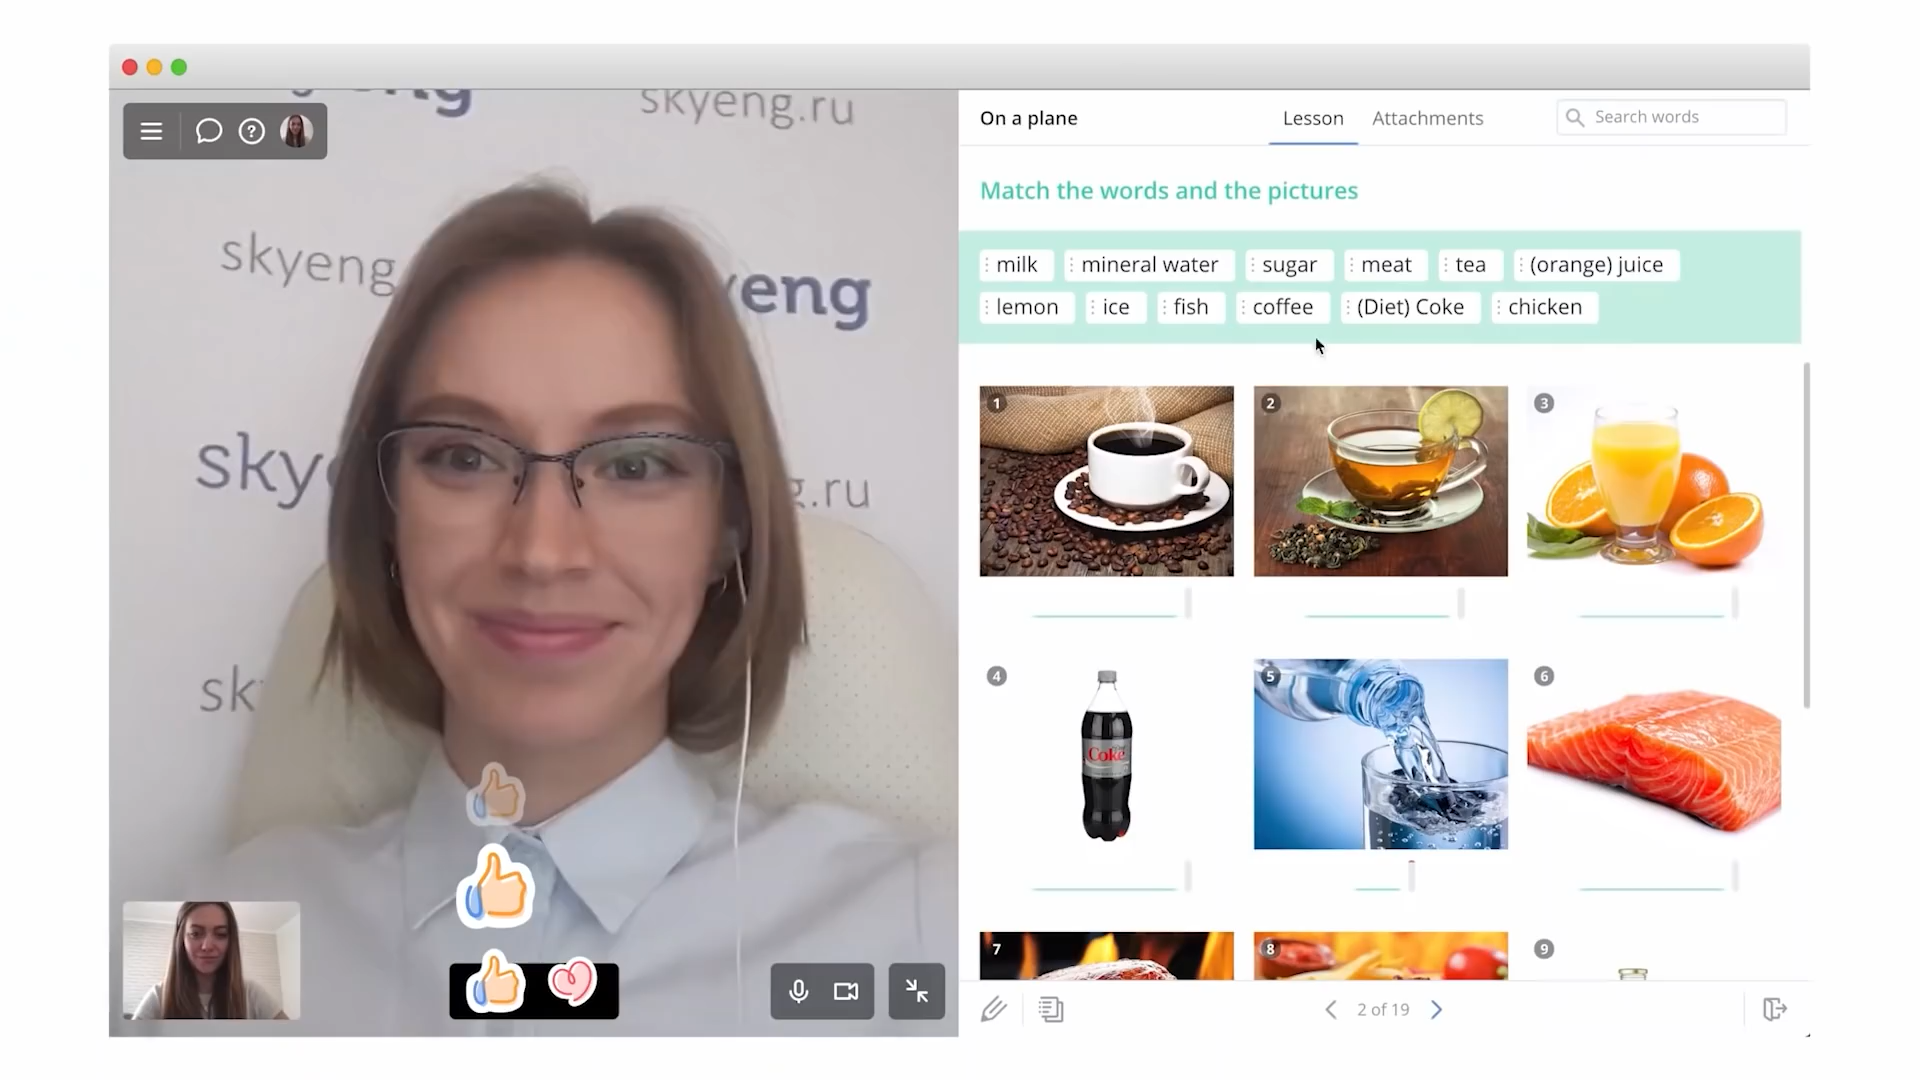 skyeng.ru
skyeng
eng
sky
g.ru
sk
On a plane
Lesson
Attachments
Search words
Match the words and the pictures
milk
mineral water
sugar
meat
tea
(orange) juice
lemon
ice
fish
coffee
(Diet) Coke
chicken
1
2
3
4
Coke
5
6
7
8
9
2 of 19